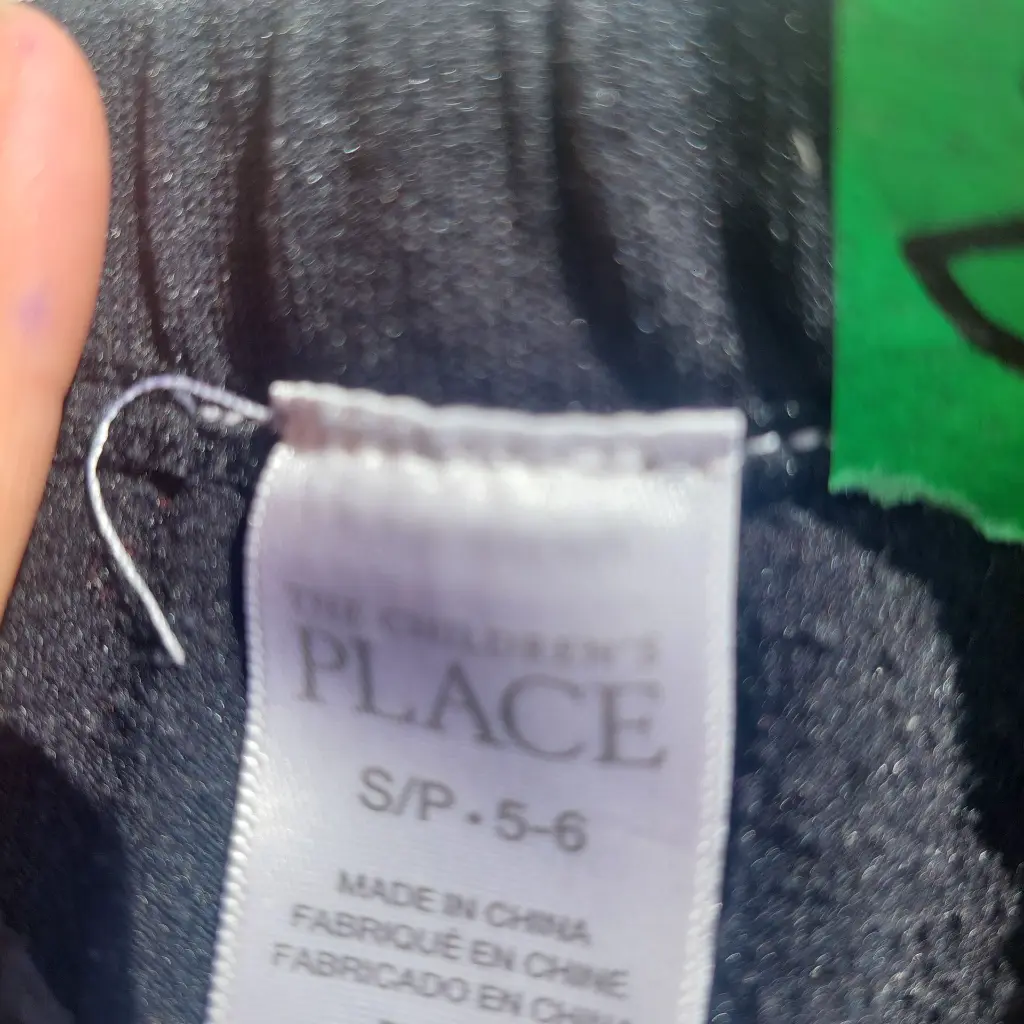 THE CHILDREN'S
PLACE
S/P • 5-6
MADE IN CHINA
FABRIQUÉ EN CHINE
FABRICADO EN CHINA